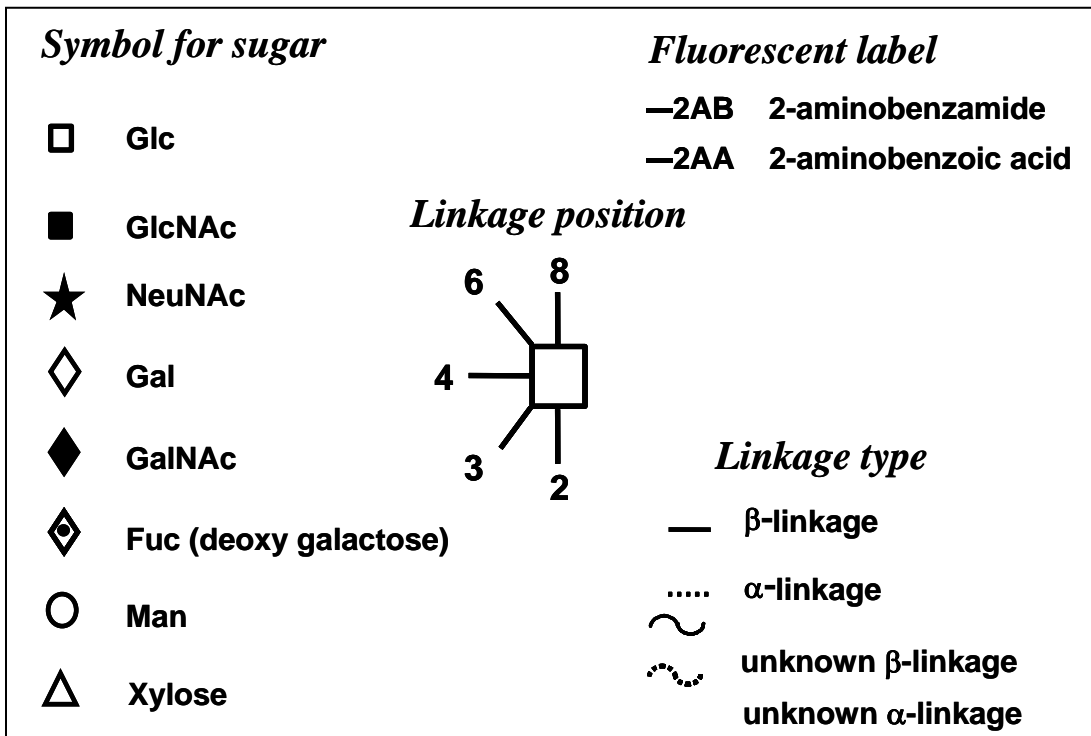 Symbol for sugar
Glc
GlcNAc
NeuNAc
Gal
GalNAc
Fuc (deoxy galactose)
Man
Xylose
Fluorescent label
—2AB 2-aminobenzamide
—2AA 2-aminobenzoic acid
Linkage position
8
6
4
3
2
Linkage type
β-linkage
α-linkage
unknown β-linkage
unknown α-linkage